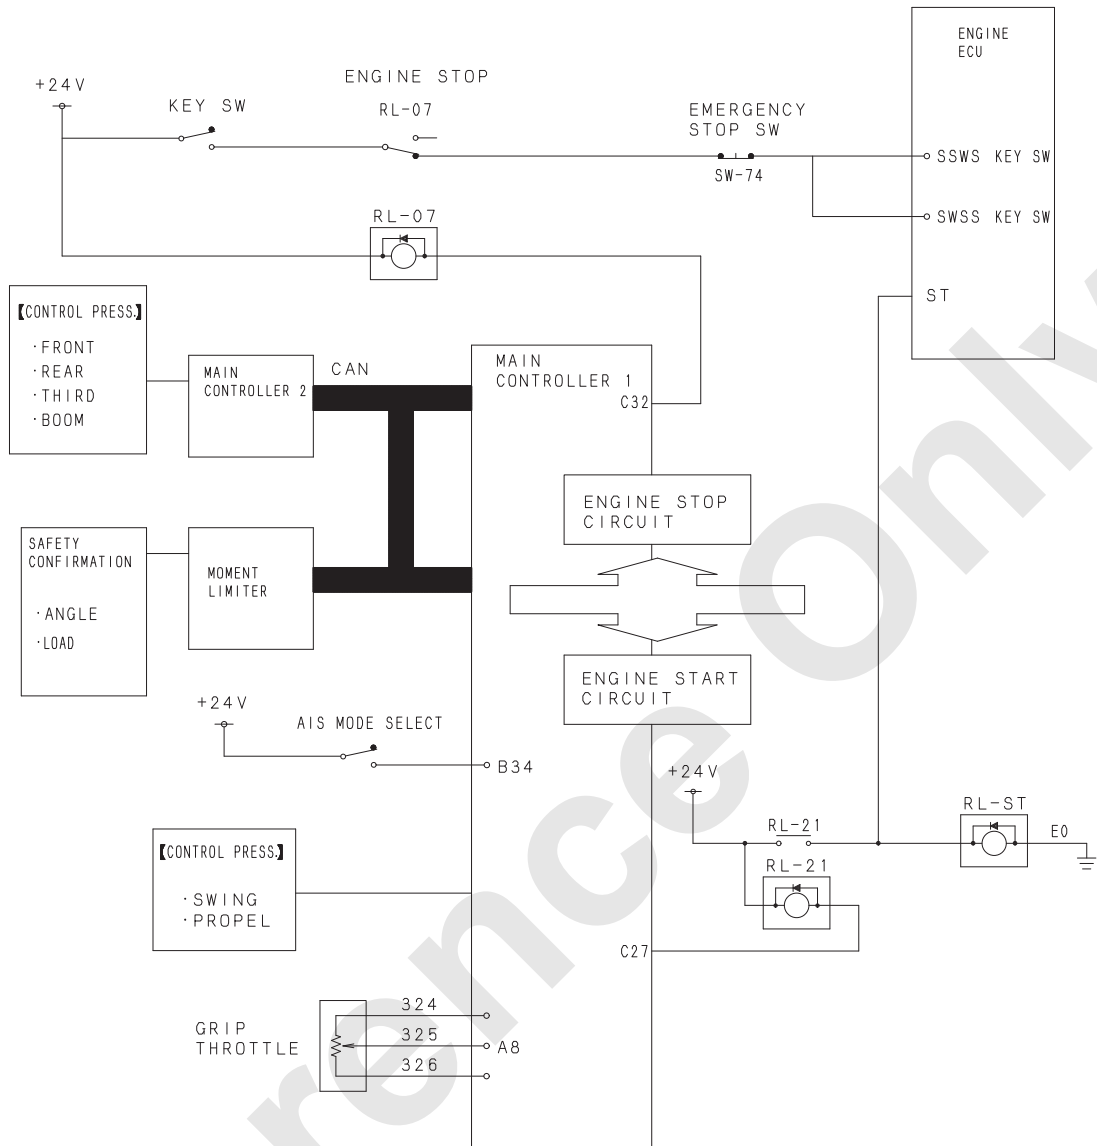 ENGINE
ECU
+24V
ENGINE STOP
KEY SW
RL-07
EMERGENCY
STOP SW
SW-74
SSWS KEY SW
SWSS KEY SW
RL-07
ST
【CONTROL PRESS.】
·FRONT
·REAR
·THIRD
·BOOM
MAIN
CONTROLLER 2
CAN
MAIN
CONTROLLER 1
C32
ENGINE STOP
CIRCUIT
SAFETY
CONFIRMATION
·ANGLE
·LOAD
MOMENT
LIMITER
ENGINE START
CIRCUIT
+24V
AIS MODE SELECT
B34
+24V
RL-21
RL-ST
E0
RL-21
【CONTROL PRESS.】
·SWING
·PROPEL
C27
GRIP
THROTTLE
324
325
326
A8
rence Only